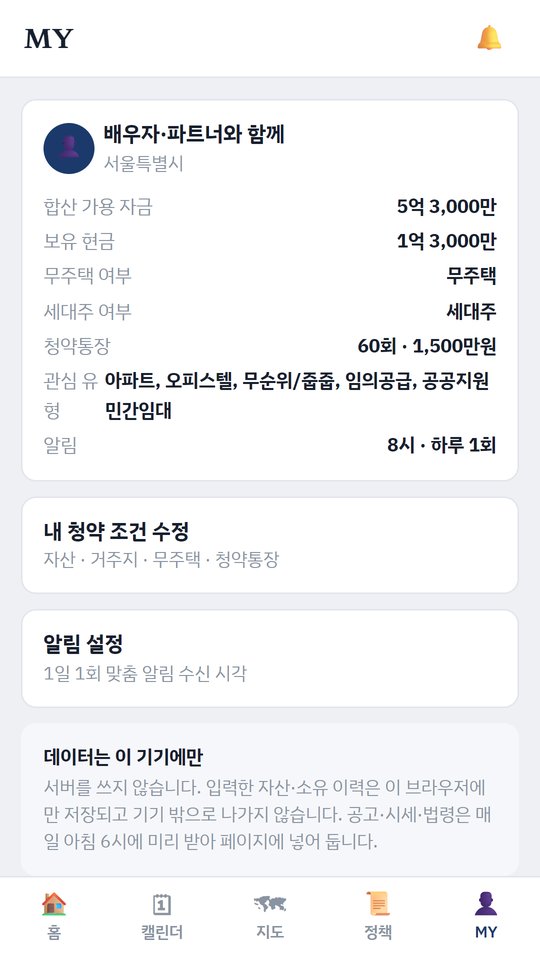 MY
배우자·파트너와 함께
서울특별시
합산 가용 자금 5억 3,000만
보유 현금 1억 3,000만
무주택 여부 무주택
세대주 여부 세대주
청약통장 60회 · 1,500만원
관심 유형 아파트, 오피스텔, 무순위/줍줍, 임의공급, 공공지원
민간임대
알림 8시 · 하루 1회
내 청약 조건 수정
자산 · 거주지 · 무주택 · 청약통장
알림 설정
1일 1회 맞춤 알림 수신 시각
데이터는 이 기기에만
서버를 쓰지 않습니다. 입력한 자산·소유 이력은 이 브라우저에
만 저장되고 기기 밖으로 나가지 않습니다. 공고·시세·법령은 매
일 아침 6시에 미리 받아 페이지에 넣어 둡니다.
홈 캘린더 지도 정책 MY